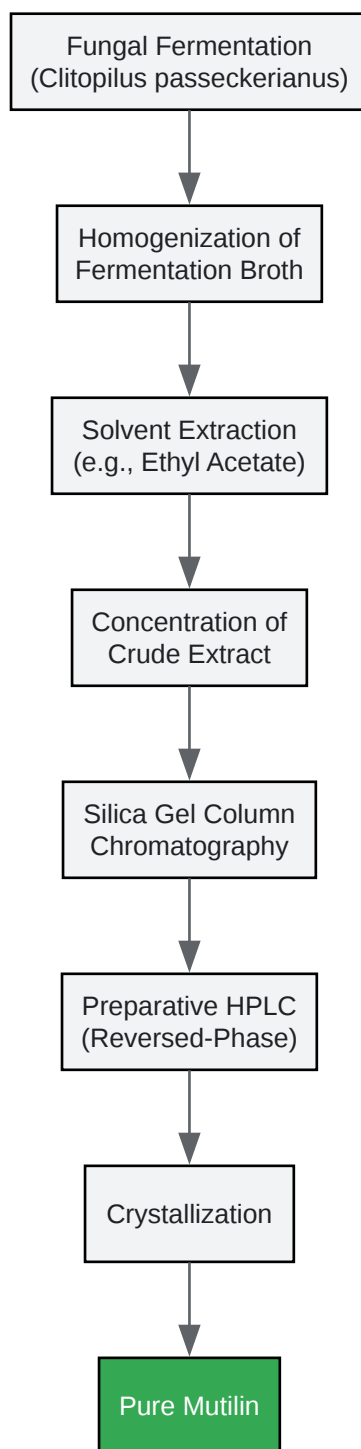 Fungal Fermentation
(Clitopilus passeckerianus)
Homogenization of
Fermentation Broth
Solvent Extraction
(e.g., Ethyl Acetate)
Concentration of
Crude Extract
Silica Gel Column
Chromatography
Preparative HPLC
(Reversed-Phase)
Crystallization
Pure Mutilin